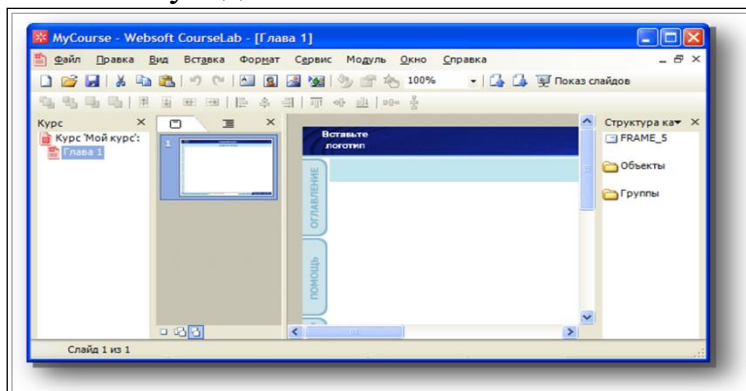 MyCourse - Websoft CourseLab - [Глава 1]
Файл Правка Вид Вставка Формат Сервис Модуль Окно Справка
100% Показ слайдов
Курс
Курс 'Мой курс':
Глава 1
1
Вставьте
логотип
ОГЛАВЛЕНИЕ
ПОМОЩЬ
Структура ка
FRAME_5
Объекты
Группы
Слайд 1 из 1